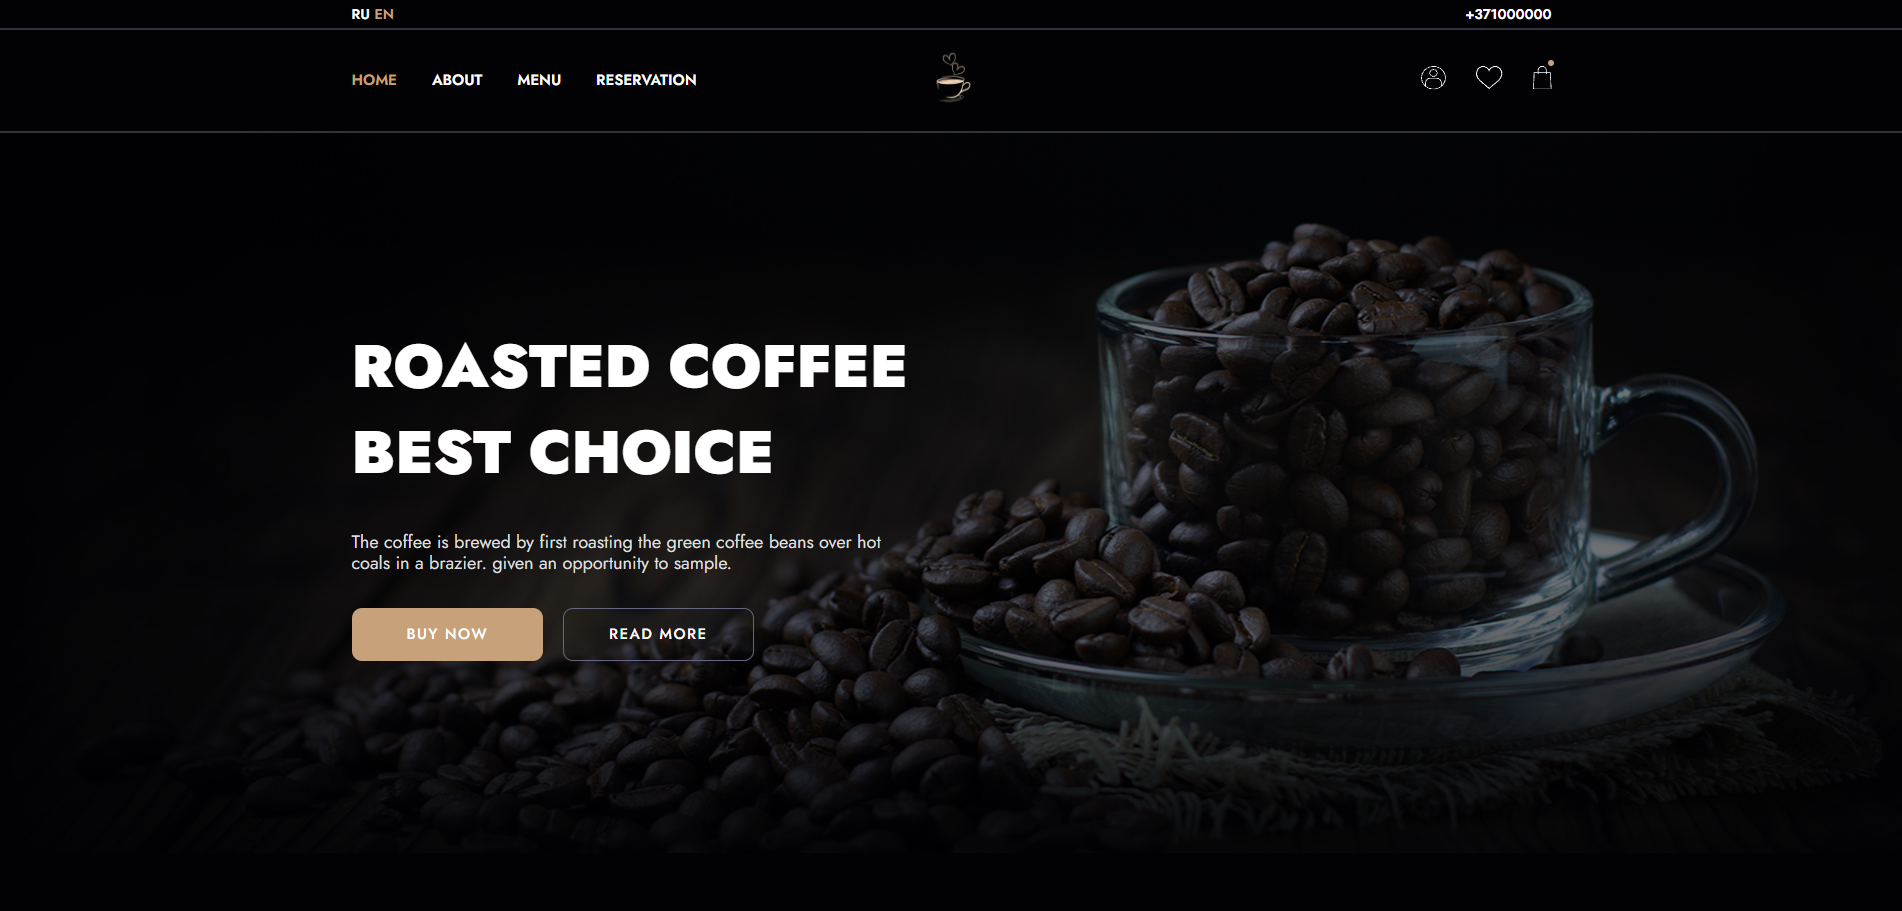 RU EN
+371000000
HOME ABOUT MENU RESERVATION
ROASTED COFFEE
BEST CHOICE
The coffee is brewed by first roasting the green coffee beans over hot
coals in a brazier. given an opportunity to sample.
BUY NOW READ MORE